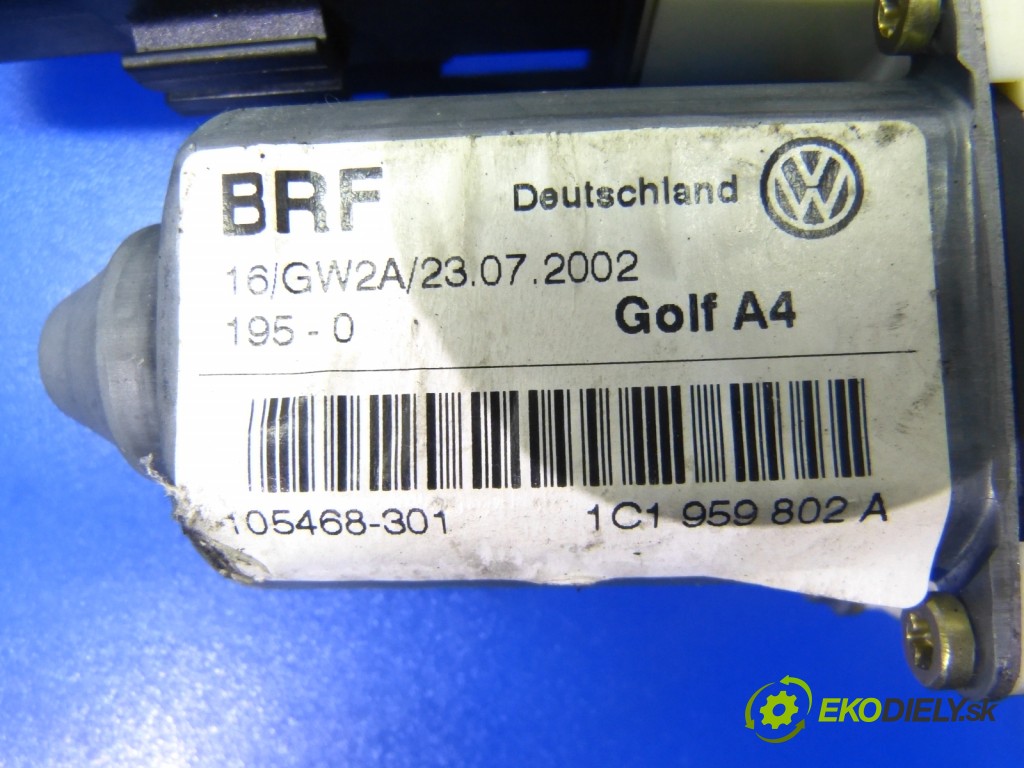 BRF Deutschland
16/GW2A/23.07.2002
195 - 0 Golf A4
105468-301 1C1 959 802 A
EKODIELY.sk